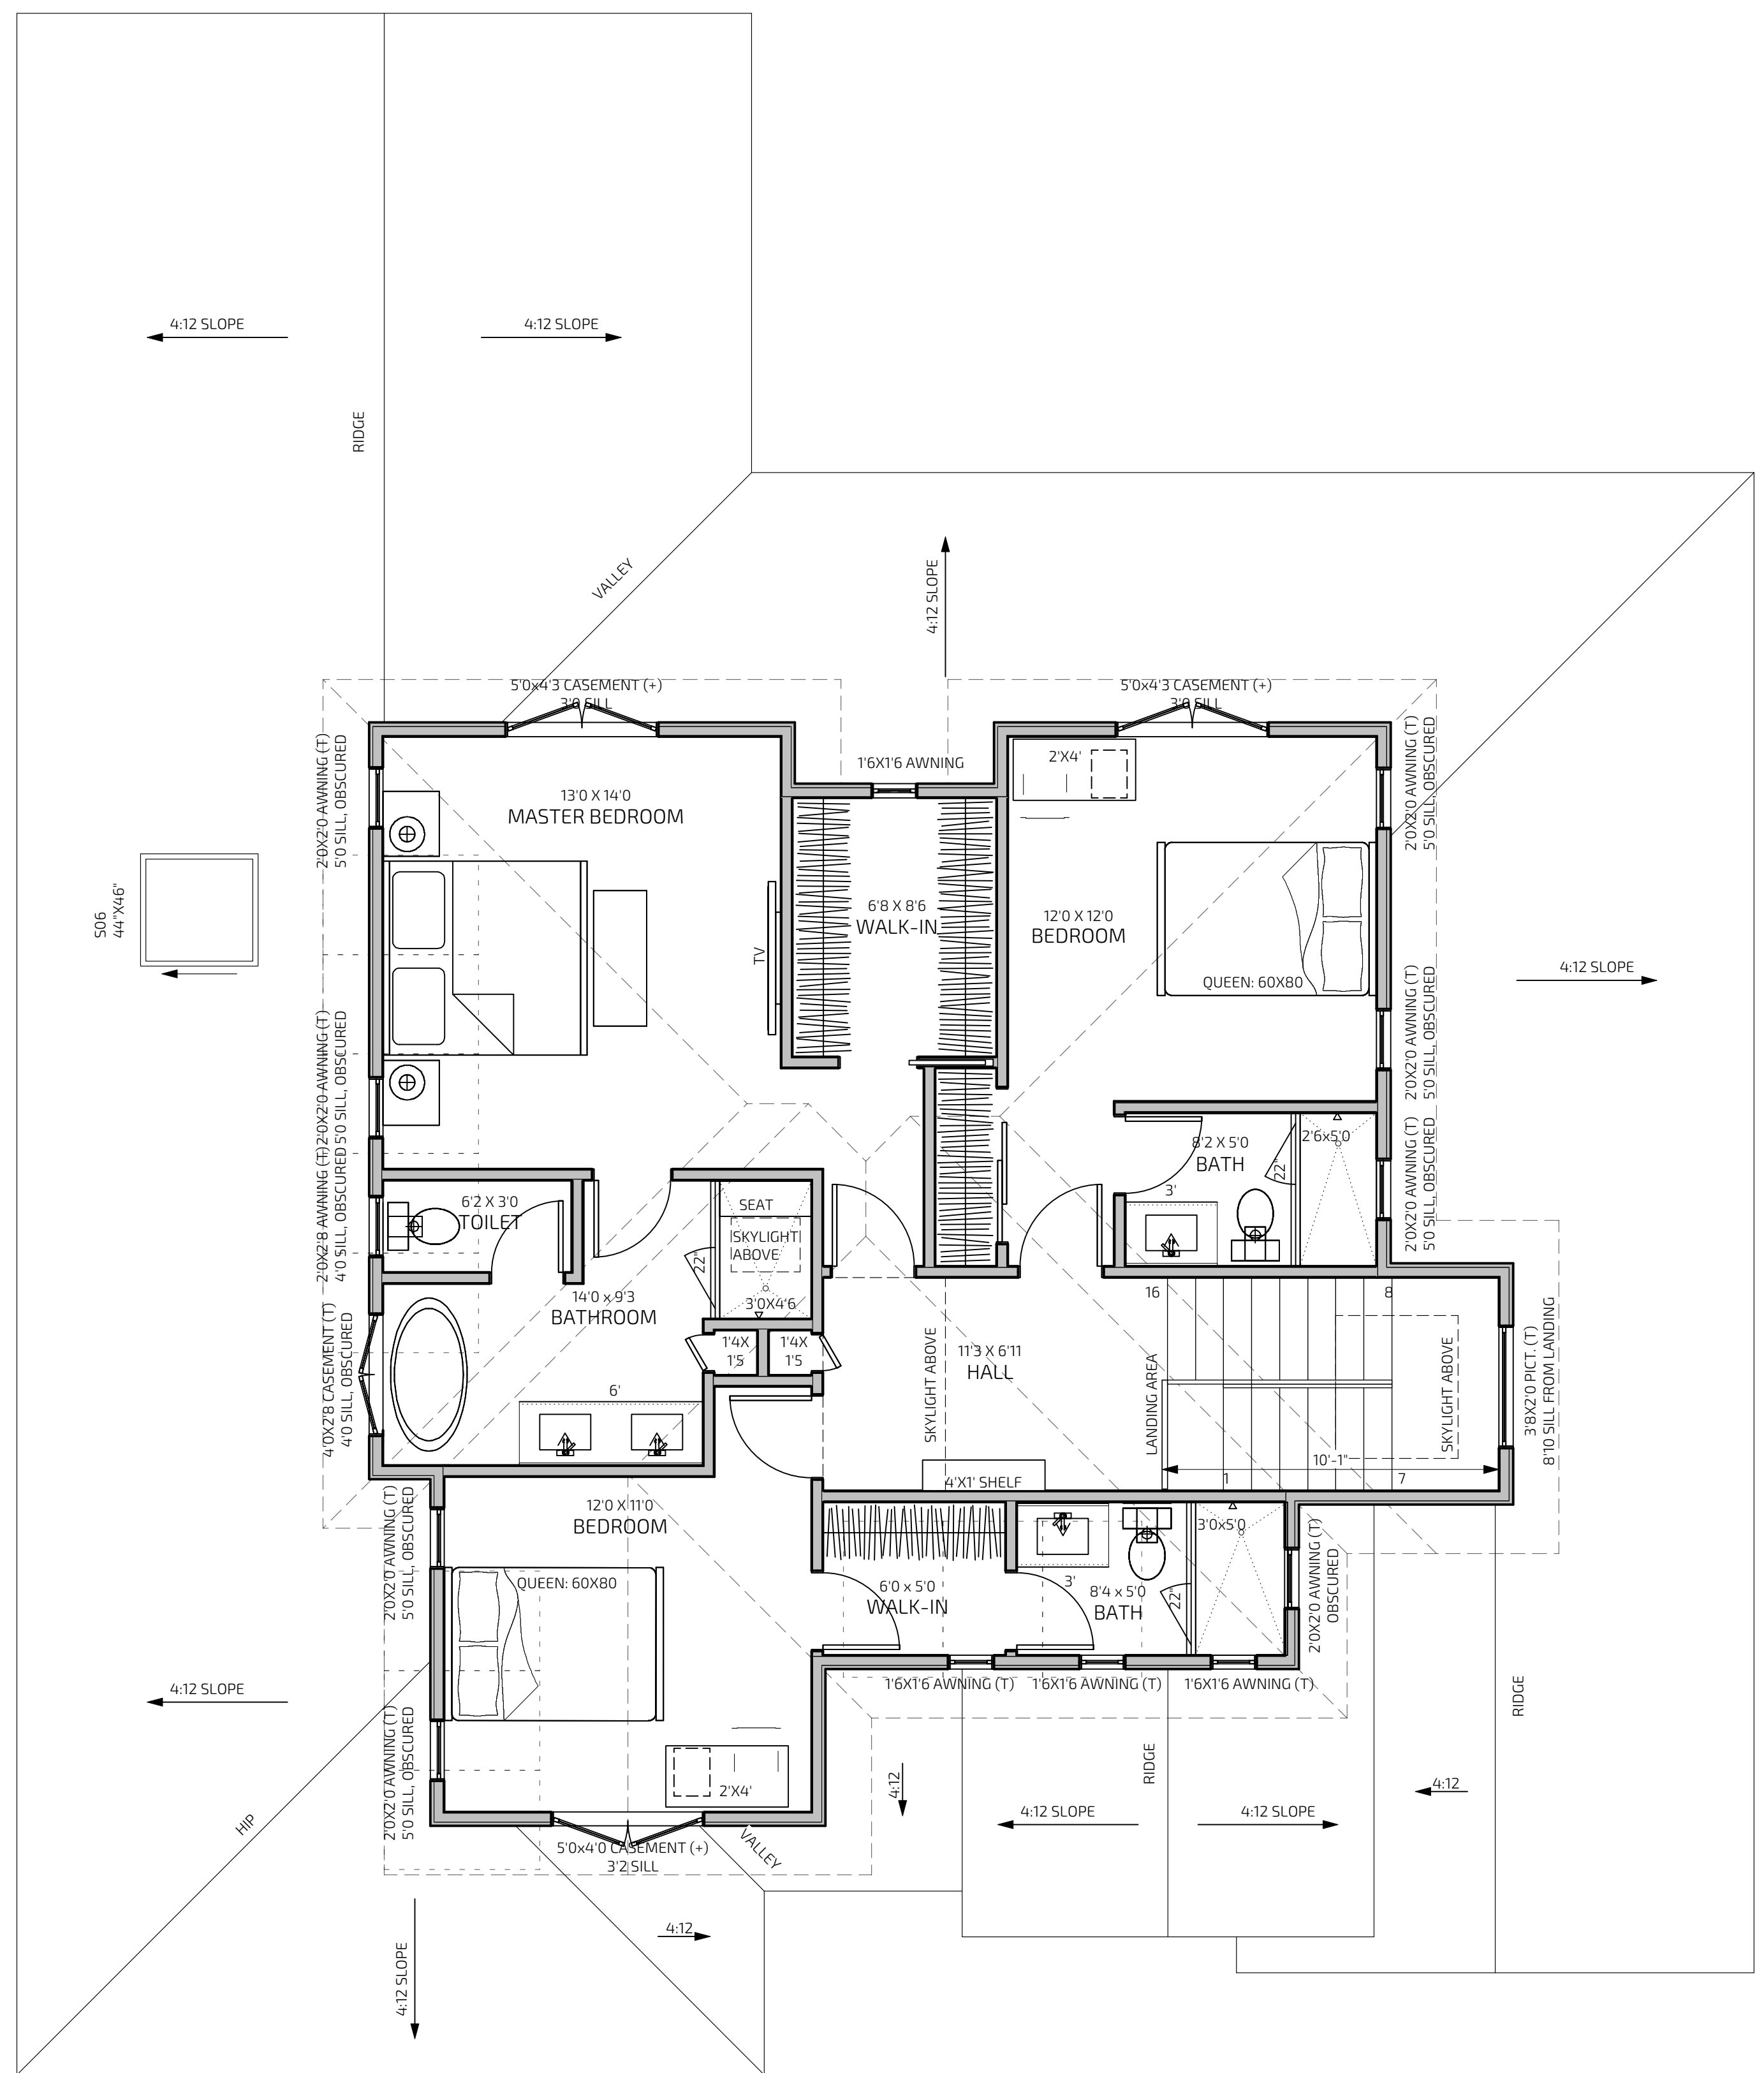 4:12 SLOPE
4:12 SLOPE
RIDGE
VALLEY
4:12 SLOPE
5'0x4'3 CASEMENT (+)
3'0 SILL
5'0x4'3 CASEMENT (+)
3'0 SILL
2'0X2'0 AWNING (T)
5'0 SILL, OBSCURED
1'6X1'6 AWNING
2'X4'
2'0X2'0 AWNING (T)
5'0 SILL, OBSCURED
13'0 X 14'0
MASTER BEDROOM
S06
44"X46"
TV
6'8 X 8'6
WALK-IN
12'0 X 12'0
BEDROOM
QUEEN: 60X80
4:12 SLOPE
2'0X2'0 AWNING (T)
5'0 SILL, OBSCURED
2'0X2'0 AWNING (T)
5'0 SILL, OBSCURED
2'0X2'8 AWNING (T)
4'0 SILL, OBSCURED
6'2 X 3'0
TOILET
SEAT
SKYLIGHT
ABOVE
22"
3'0X4'6
8'2 X 5'0
BATH
3'
22"
2'6x5'0
2'0X2'0 AWNING (T)
5'0 SILL, OBSCURED
14'0 x 9'3
BATHROOM
4'0X2'8 CASEMENT (T)
4'0 SILL, OBSCURED
1'4X
1'5
1'4X
1'5
6'
SKYLIGHT ABOVE
11'3 X 6'11
HALL
16
8
LANDING AREA
SKYLIGHT ABOVE
3'8X2'0 PICT. (T)
8'10 SILL FROM LANDING
10'-1"
1
7
4'X1' SHELF
12'0 X 11'0
BEDROOM
2'0X2'0 AWNING (T)
5'0 SILL, OBSCURED
QUEEN: 60X80
6'0 x 5'0
WALK-IN
3'
8'4 x 5'0
BATH
22"
3'0x5'0
2'0X2'0 AWNING (T)
OBSCURED
1'6X1'6 AWNING (T)
1'6X1'6 AWNING (T)
1'6X1'6 AWNING (T)
4:12 SLOPE
RIDGE
2'0X2'0 AWNING (T)
5'0 SILL, OBSCURED
2'X4'
HIP
5'0x4'0 CASEMENT (+)
3'2 SILL
VALLEY
4:12
RIDGE
4:12 SLOPE
4:12 SLOPE
4:12
4:12
4:12 SLOPE